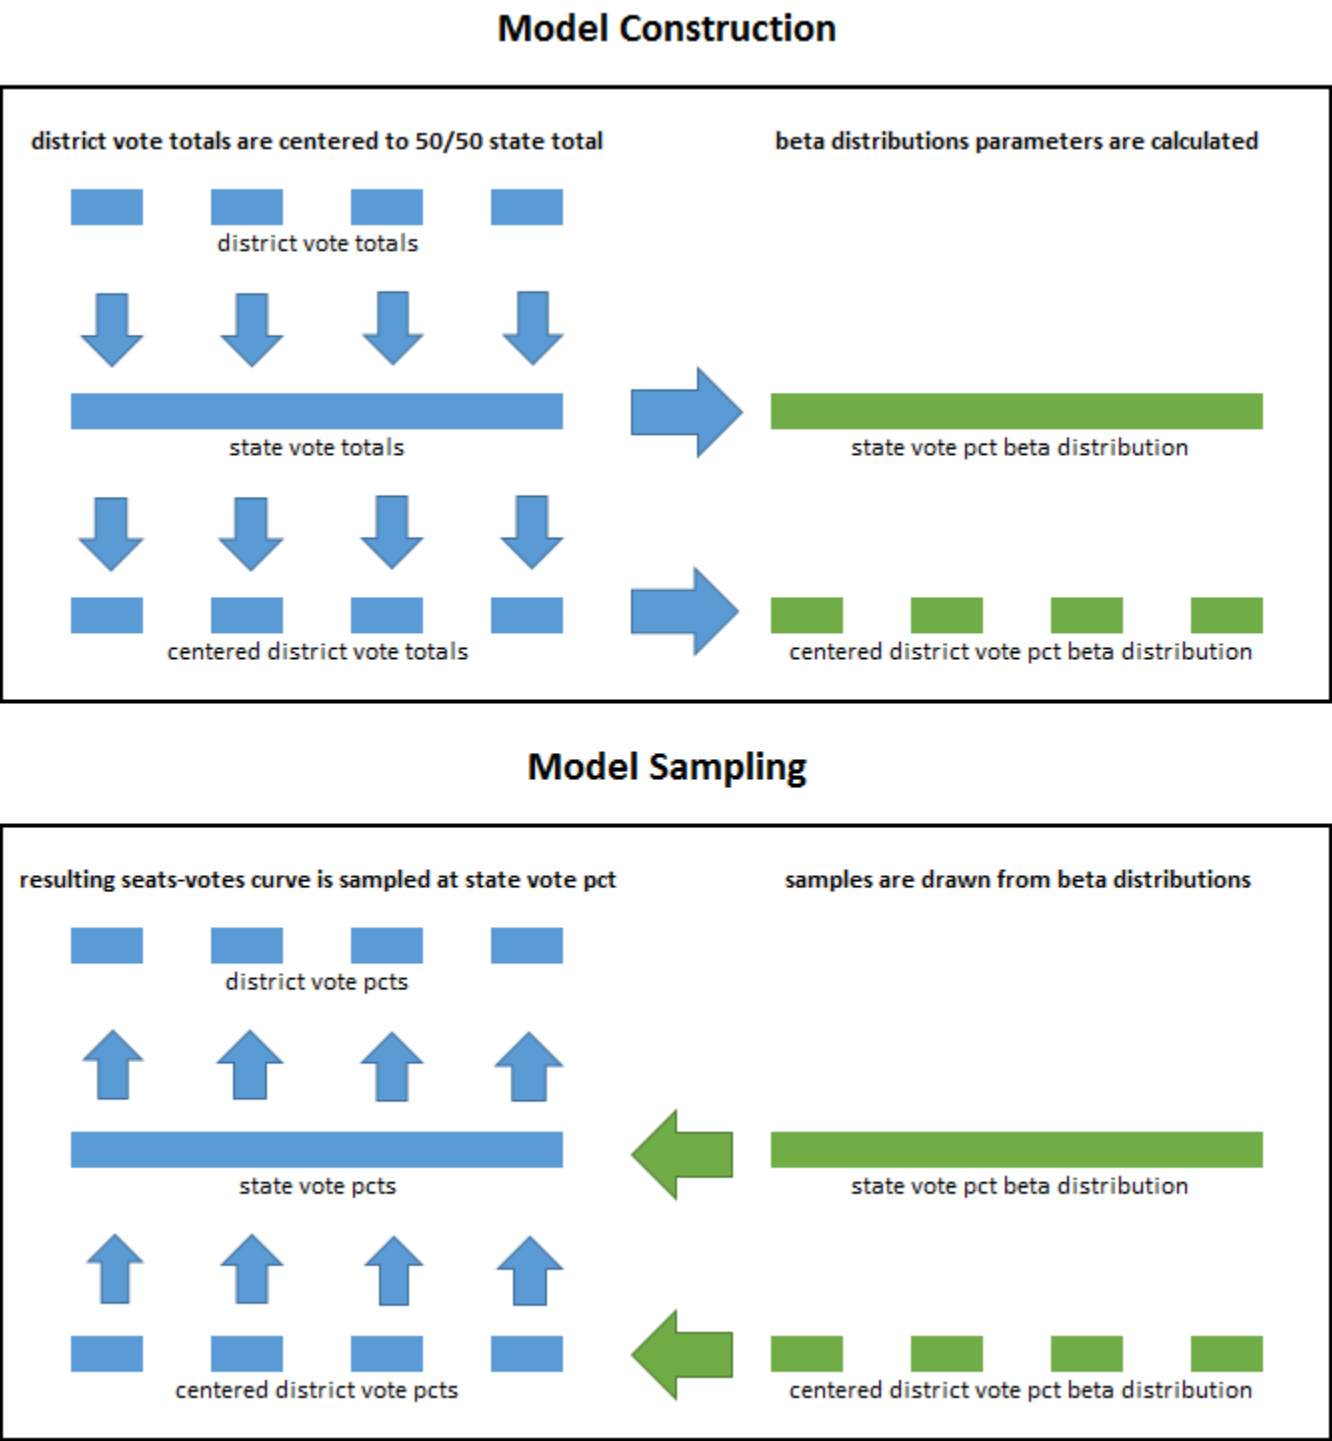 Model Construction
district vote totals are centered to 50/50 state total
beta distributions parameters are calculated
district vote totals
state vote totals
state vote pct beta distribution
centered district vote totals
centered district vote pct beta distribution
Model Sampling
resulting seats-votes curve is sampled at state vote pct
samples are drawn from beta distributions
district vote pcts
state vote pcts
state vote pct beta distribution
centered district vote pcts
centered district vote pct beta distribution